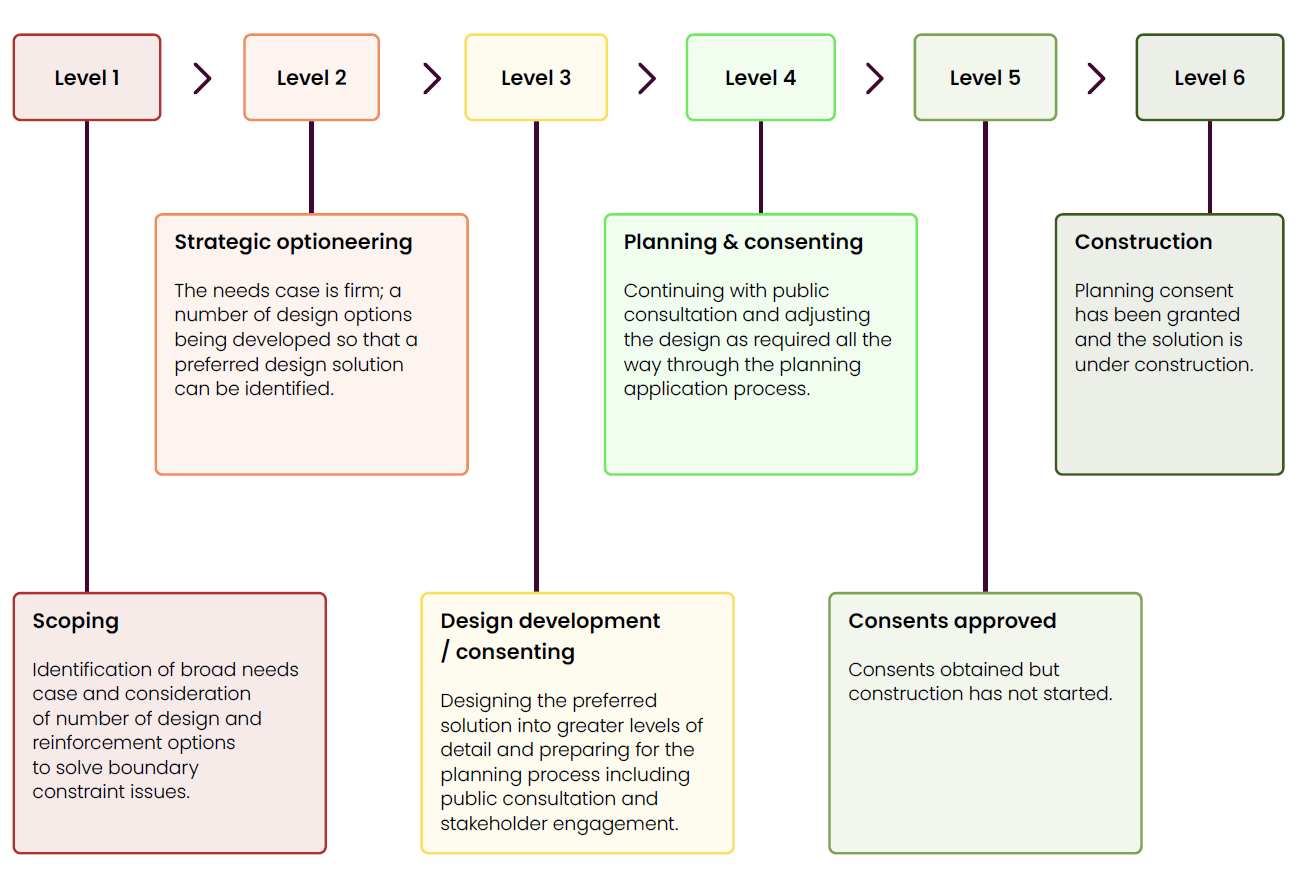 Level 1
Level 2
Level 3
Level 4
Level 5
Level 6
Strategic optioneering
The needs case is firm; a
number of design options
being developed so that a
preferred design solution
can be identified.
Planning & consenting
Continuing with public
consultation and adjusting
the design as required all the
way through the planning
application process.
Construction
Planning consent
has been granted
and the solution is
under construction.
Scoping
Identification of broad needs
case and consideration
of number of design and
reinforcement options
to solve boundary
constraint issues.
Design development
/ consenting
Designing the preferred
solution into greater levels of
detail and preparing for the
planning process including
public consultation and
stakeholder engagement.
Consents approved
Consents obtained but
construction has not started.